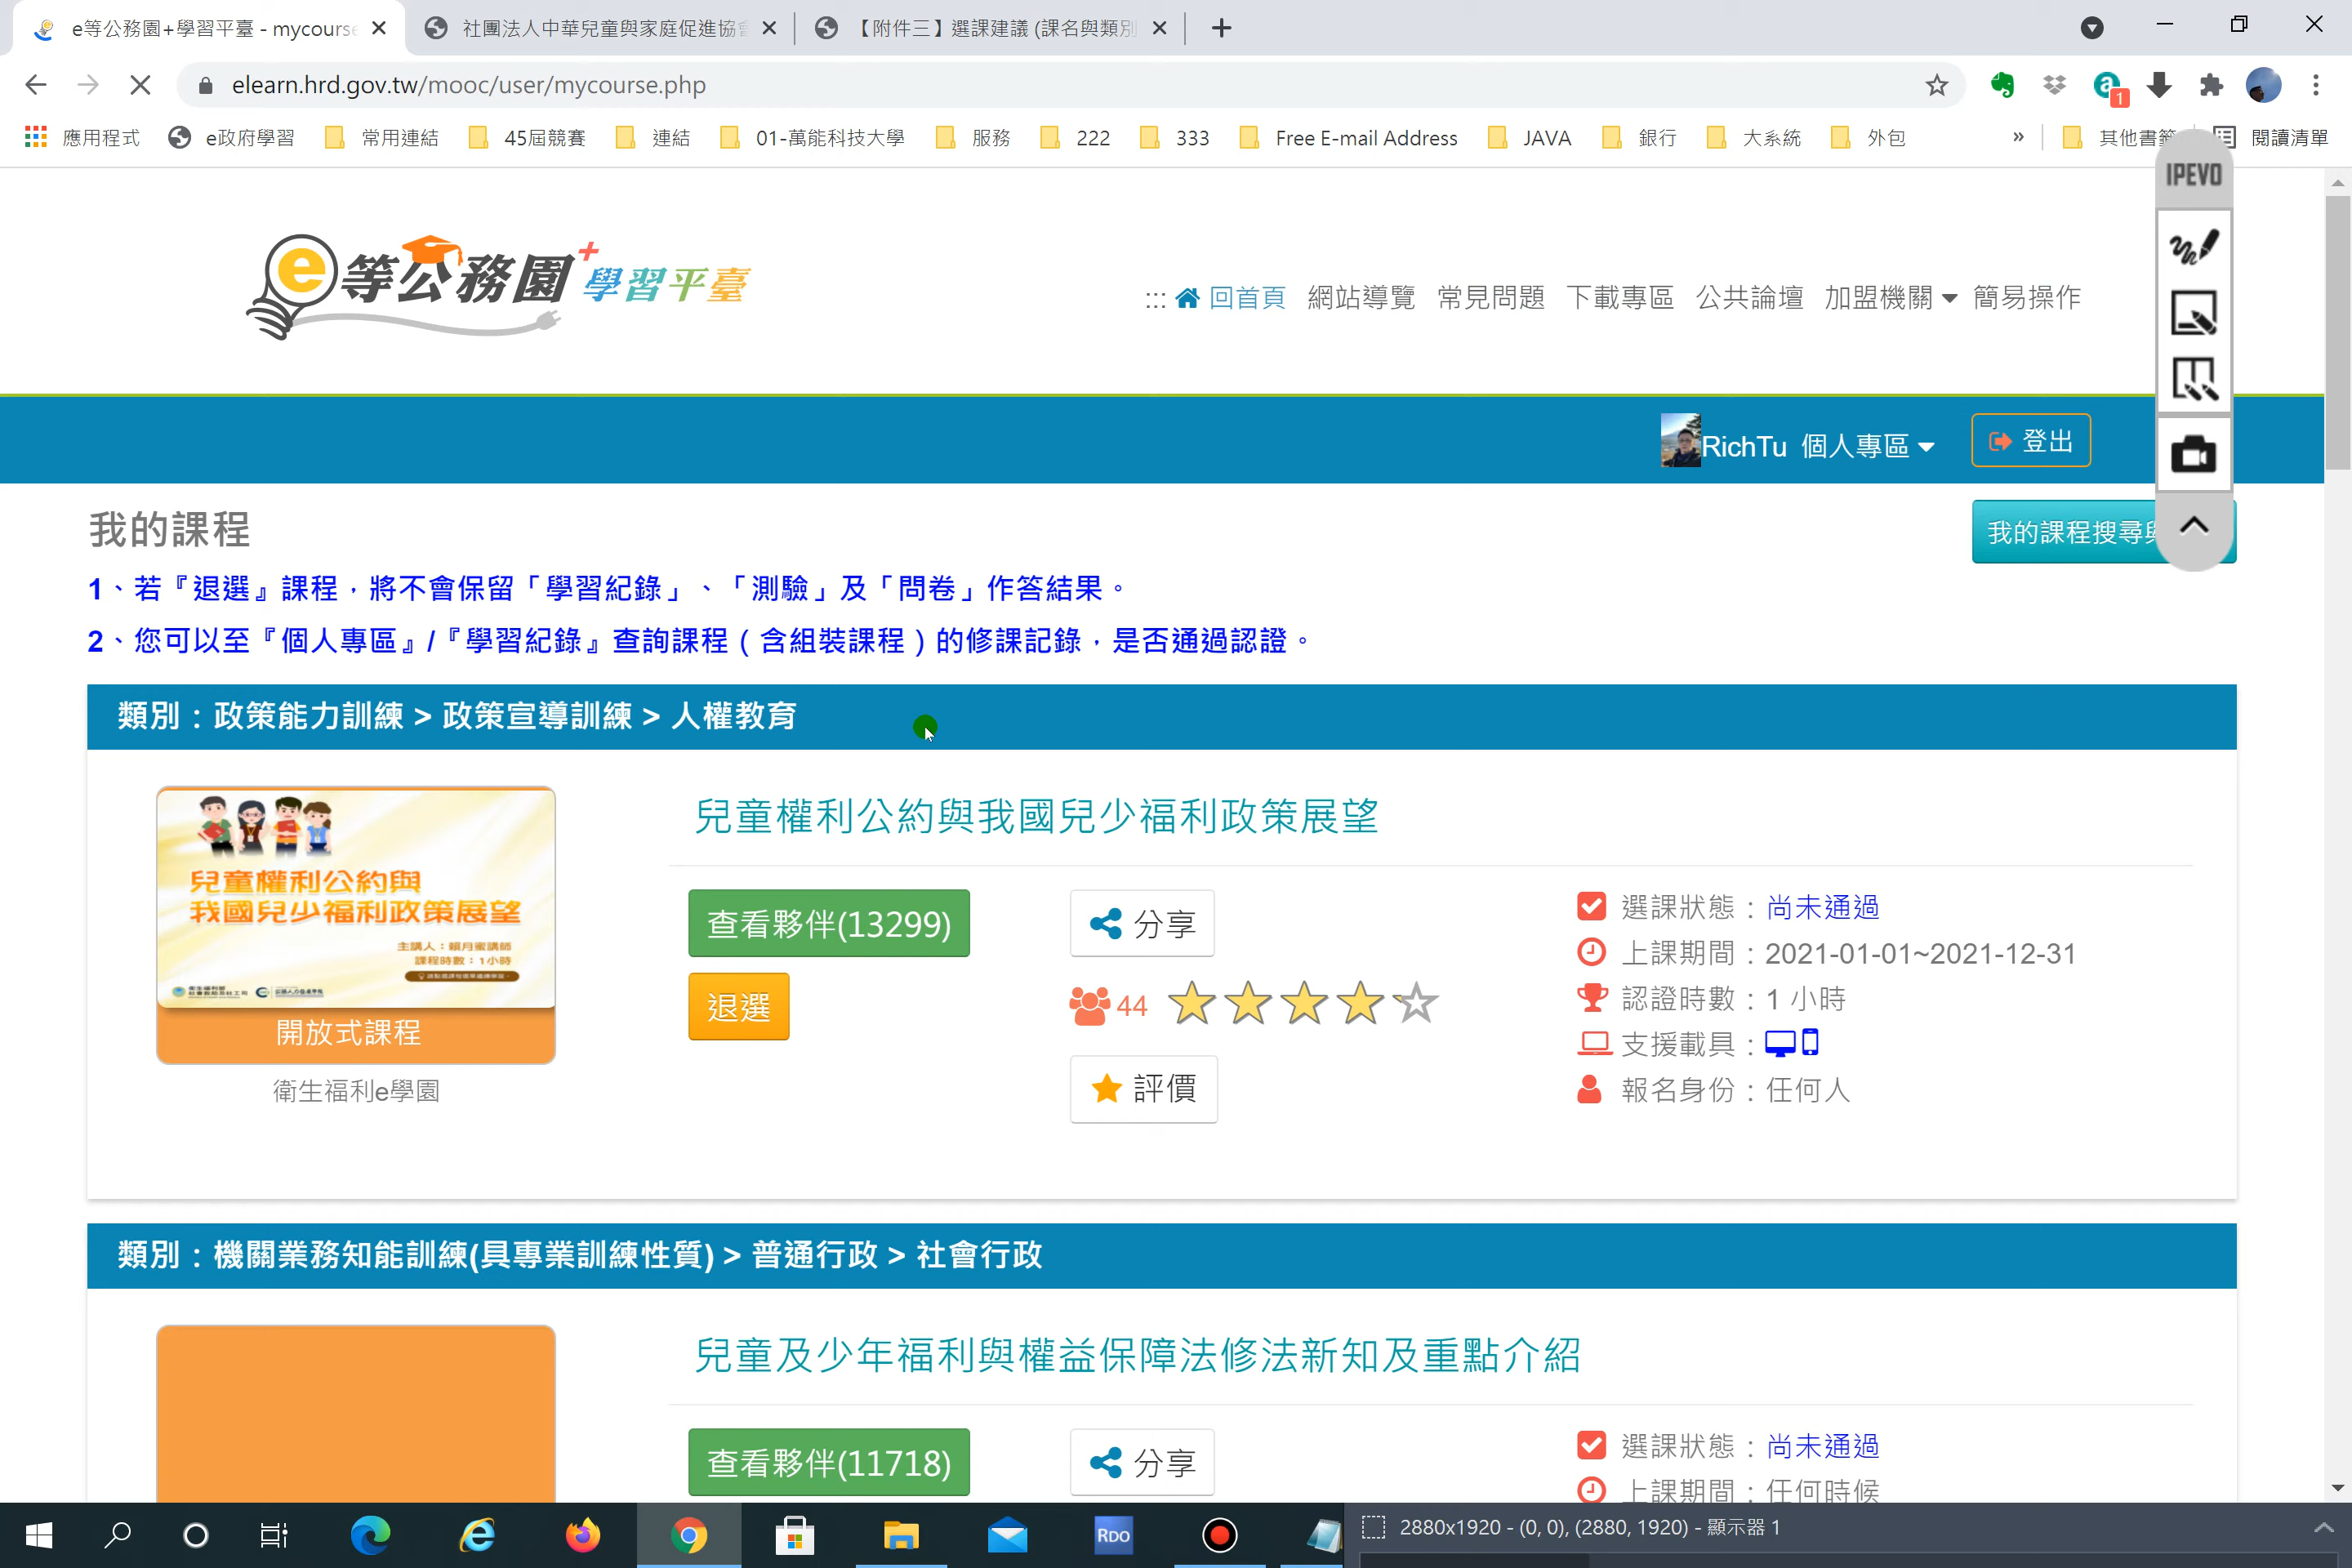 e等公務園+學習平臺 - mycourse
社團法人中華兒童與家庭促進協會
【附件三】選課建議 (課名與類別
elearn.hrd.gov.tw/mooc/user/mycourse.php
應用程式 e政府學習 常用連結 45屆競賽 連結 01-萬能科技大學 服務 222 333 Free E-mail Address JAVA 銀行 大系統 外包 » 其他書籤 閱讀清單
a 1
IPEVO
e等公務園+學習平臺
::: 回首頁 網站導覽 常見問題 下載專區 公共論壇 加盟機關 簡易操作
RichTu 個人專區 登出
我的課程
我的課程搜尋與
1、若『退選』課程，將不會保留「學習紀錄」、「測驗」及「問卷」作答結果。
2、您可以至『個人專區』/『學習紀錄』查詢課程（含組裝課程）的修課記錄，是否通過認證。
類別：政策能力訓練 > 政策宣導訓練 > 人權教育
兒童權利公約與
我國兒少福利政策展望
主講人：賴月蜜講師
課程時數：1小時
開放式課程
衛生福利e學園
兒童權利公約與我國兒少福利政策展望
查看夥伴(13299)
分享
退選
44
評價
選課狀態：尚未通過
上課期間：2021-01-01~2021-12-31
認證時數：1 小時
支援載具：
報名身份：任何人
類別：機關業務知能訓練(具專業訓練性質) > 普通行政 > 社會行政
兒童及少年福利與權益保障法修法新知及重點介紹
查看夥伴(11718)
分享
選課狀態：尚未通過
上課期間：任何時候
RDO
2880x1920 - (0, 0), (2880, 1920) - 顯示器 1